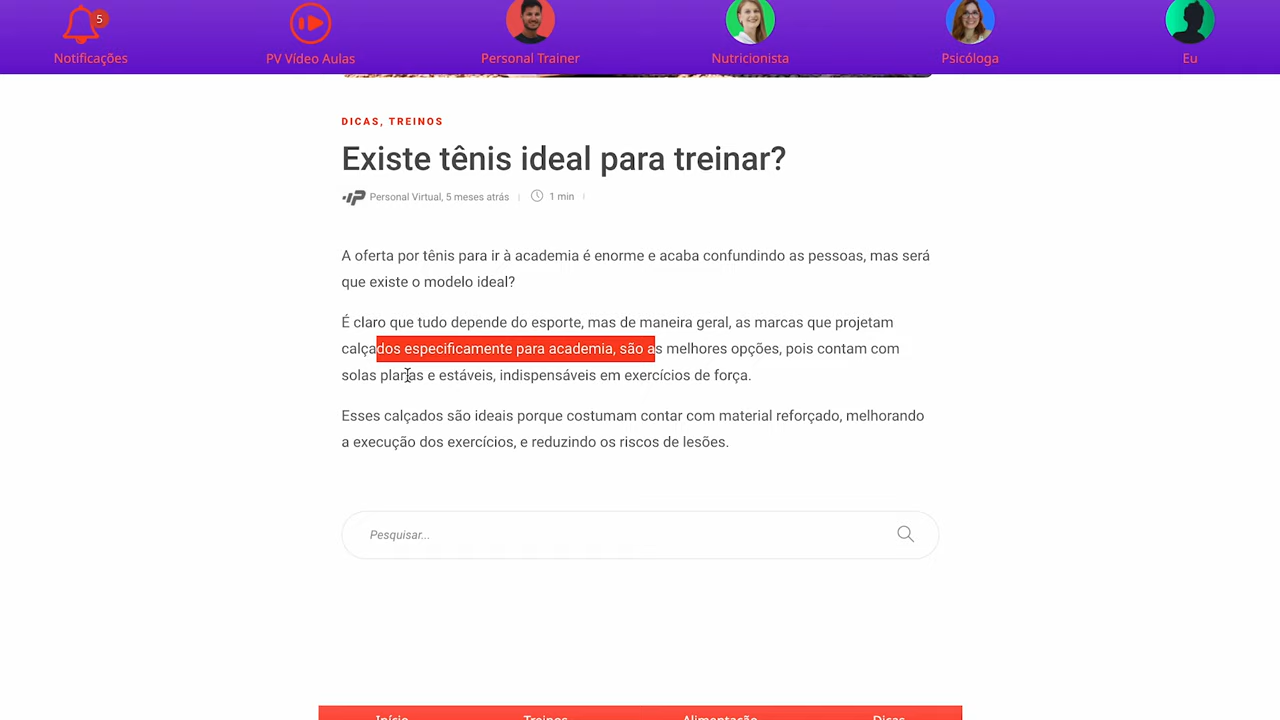 5
Notificações
PV Vídeo Aulas
Personal Trainer
Nutricionista
Psicóloga
Eu
DICAS, TREINOS
Existe tênis ideal para treinar?
Personal Virtual, 5 meses atrás
1 min
A oferta por tênis para ir à academia é enorme e acaba confundindo as pessoas, mas será
que existe o modelo ideal?
É claro que tudo depende do esporte, mas de maneira geral, as marcas que projetam
calçados especificamente para academia, são as melhores opções, pois contam com
solas planas e estáveis, indispensáveis em exercícios de força.
Esses calçados são ideais porque costumam contar com material reforçado, melhorando
a execução dos exercícios, e reduzindo os riscos de lesões.
Pesquisar...
Início
Treinos
Alimentação
Dicas